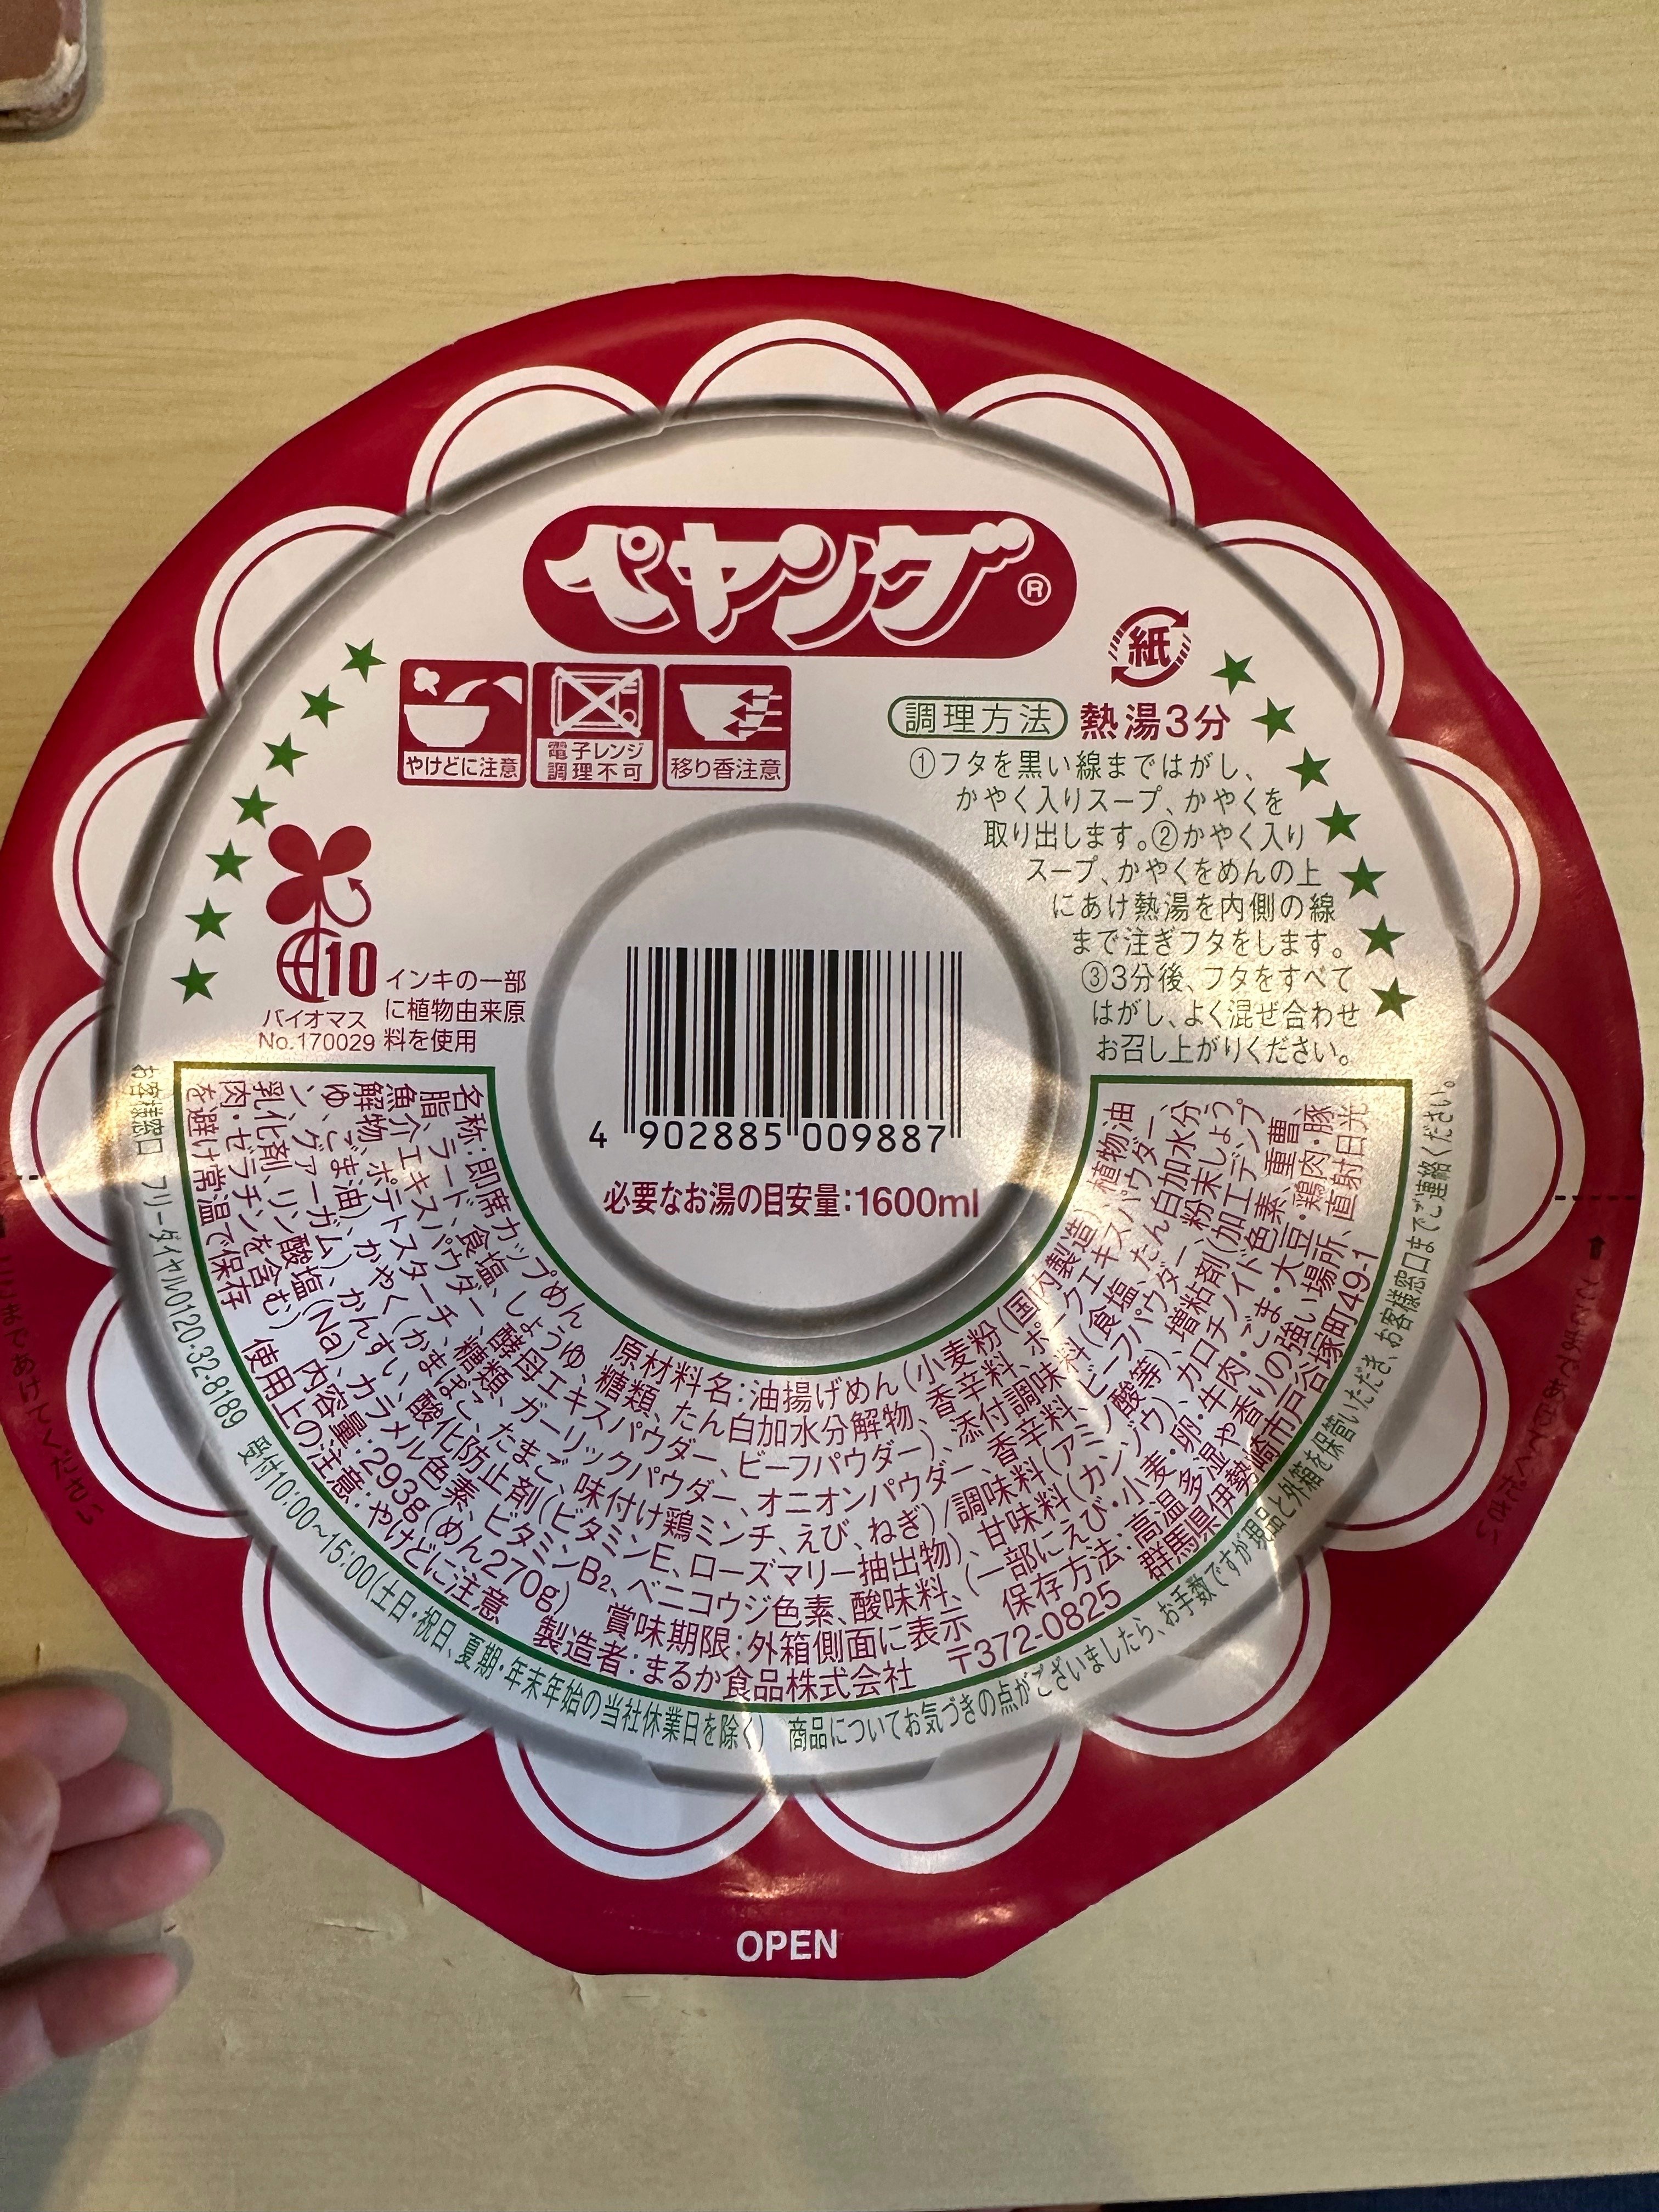 ペヤング®
紙
やけどに注意
電子レンジ
調理不可
移り香注意
調理方法 熱湯3分
①フタを黒い線まではがし、
かやく入りスープ、かやくを
取り出します。②かやく入り
スープ、かやくをめんの上
にあけ熱湯を内側の線
まで注ぎフタをします。
③3分後、フタをすべて
はがし、よく混ぜ合わせ
お召し上がりください。
10
バイオマス
No.170029
インキの一部
に植物由来原
料を使用
4 902885 009887
必要なお湯の目安量:1600ml
名称:即席カップめん 原材料名:油揚げめん(小麦粉(国内製造)、植物油
脂、ラード、食塩、しょうゆ、糖類、たん白加水分解物、香辛料、ポークエキスパウダー、
魚介エキスパウダー、酵母エキスパウダー、ビーフパウダー)、添付調味料(食塩、たん白加水分
解物、ポテトスターチ、糖類、ガーリックパウダー、オニオンパウダー、香辛料、ビーフパウダー、粉末しょう
ゆ、ごま油)、かやく(かまぼこ、たまご、味付け鶏ミンチ、えび、ねぎ)/調味料(アミノ酸等)、増粘剤(加工デンプ
ン、グァーガム)、かんすい、酸化防止剤(ビタミンE、ローズマリー抽出物)、甘味料(カンゾウ)、カロチノイド色素、重曹、
乳化剤、リン酸塩(Na)、カラメル色素、ビタミンB2、ベニコウジ色素、酸味料、(一部にえび・小麦・卵・牛肉・ごま・大豆・鶏肉・豚
肉・ゼラチンを含む) 内容量:293g(めん270g) 賞味期限:外箱側面に表示 保存方法:高温多湿や香りの強い場所、直射日光
を避け常温で保存 使用上の注意:やけどに注意 製造者:まるか食品株式会社 〒372-0825 群馬県伊勢崎市戸谷塚町49-1
お客様窓口 フリーダイヤル0120-32-8189 受付10:00~15:00(土日・祝日、夏期・年末年始の当社休業日を除く) 商品についてお気づきの点がございましたら、お手数ですが現品と外箱を保管いただき、お客様窓口までご連絡ください。
ここまであけてください
ここまであけてください
OPEN